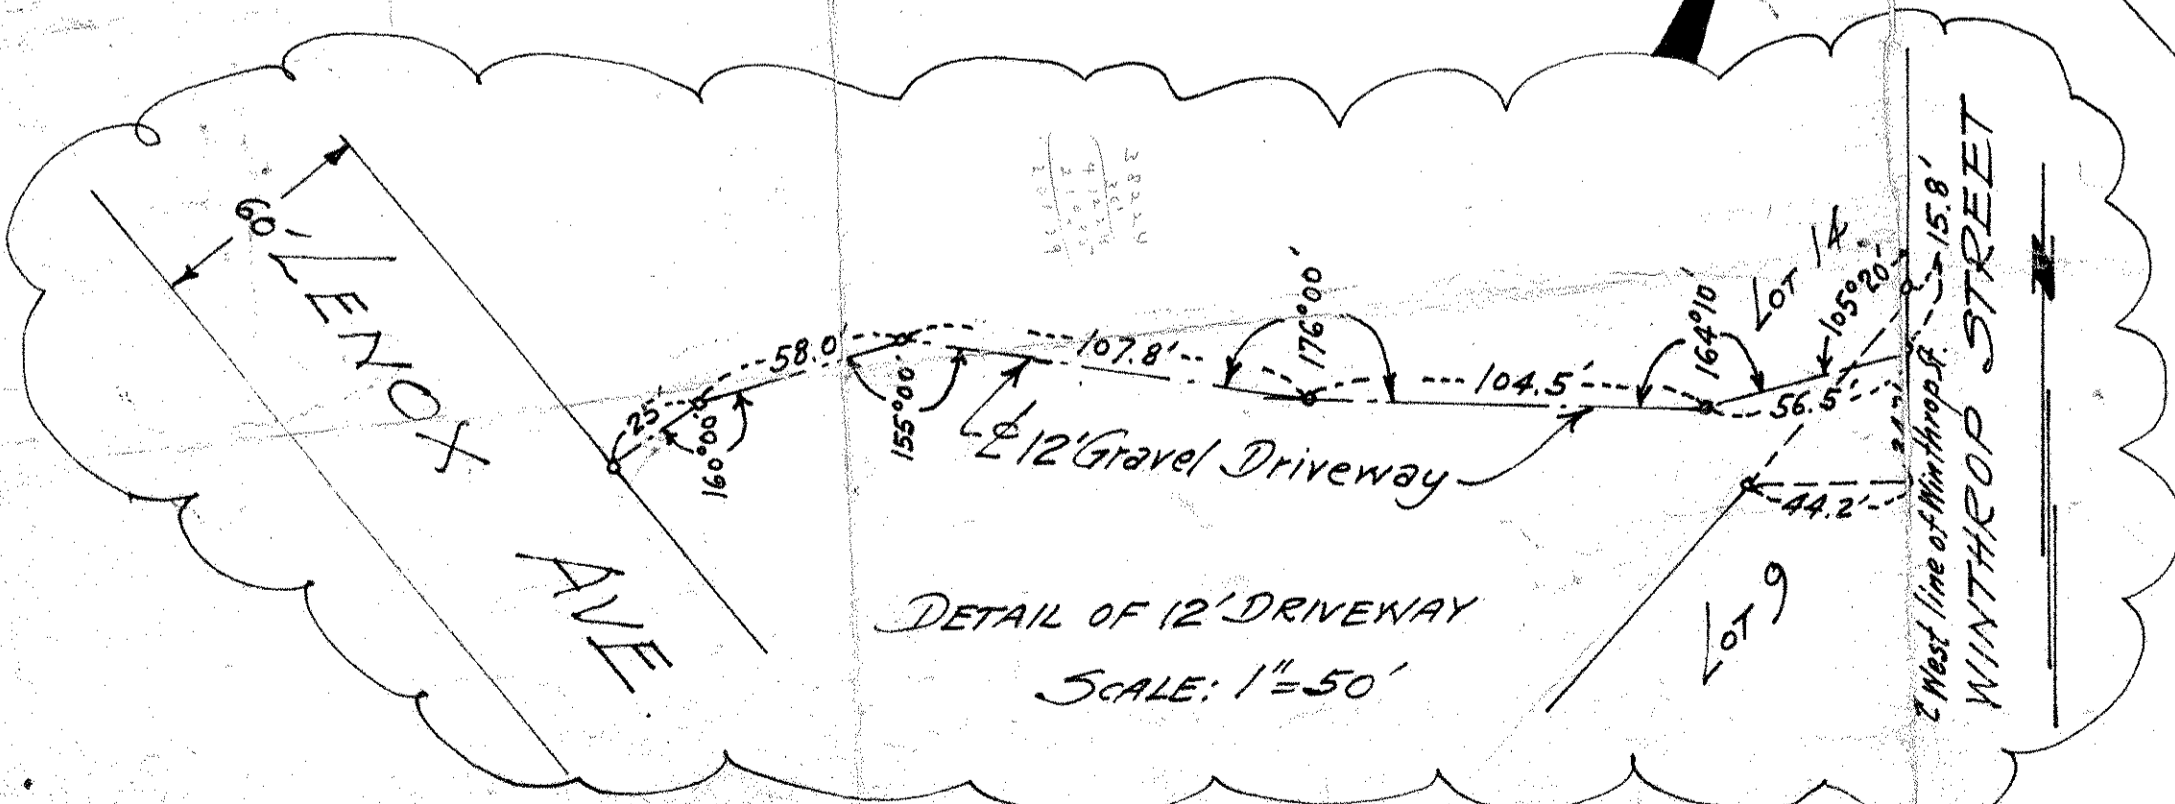 60'
LENOX
AVE.
25'
160°00'
58.0'
155°00'
107.8'
176°00'
104.5'
164°10'
LOT 14
105°20'
56.5'
15.8'
44.2'
LOT 9
℄ 12' Gravel Driveway
West line of Winthrop St.
WINTHROP STREET
DETAIL OF 12' DRIVEWAY
SCALE: 1"=50'